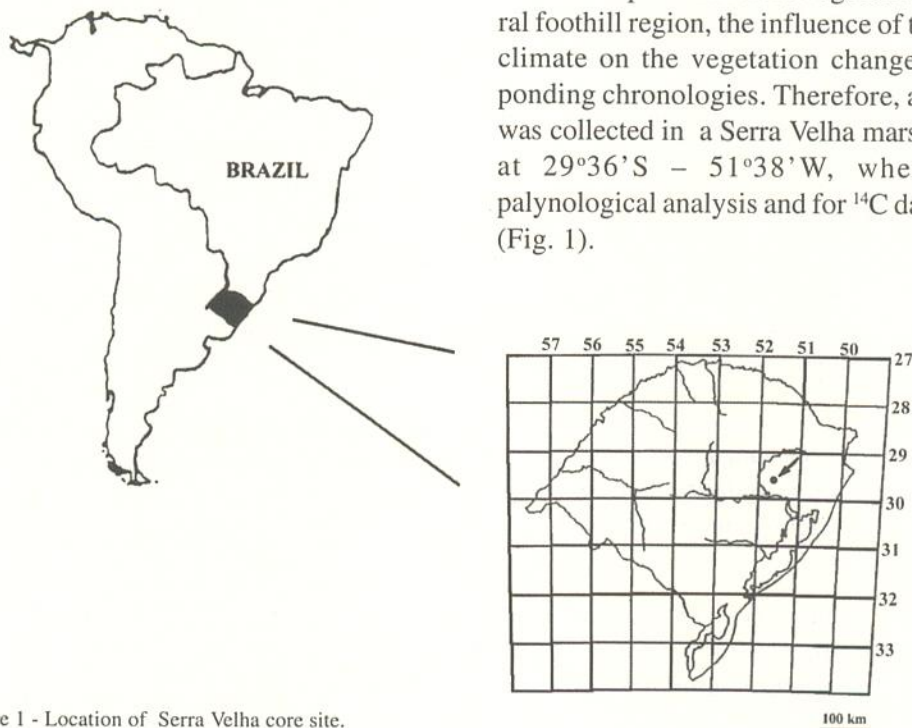 ral foothill region, the influence of t
climate on the vegetation change
ponding chronologies. Therefore, a
was collected in a Serra Velha mars
at 29°36’S – 51°38’W, whe
palynological analysis and for ¹⁴C da
(Fig. 1).
BRAZIL
57 56 55 54 53 52 51 50
27
28
29
30
31
32
33
100 km
e 1 - Location of Serra Velha core site.